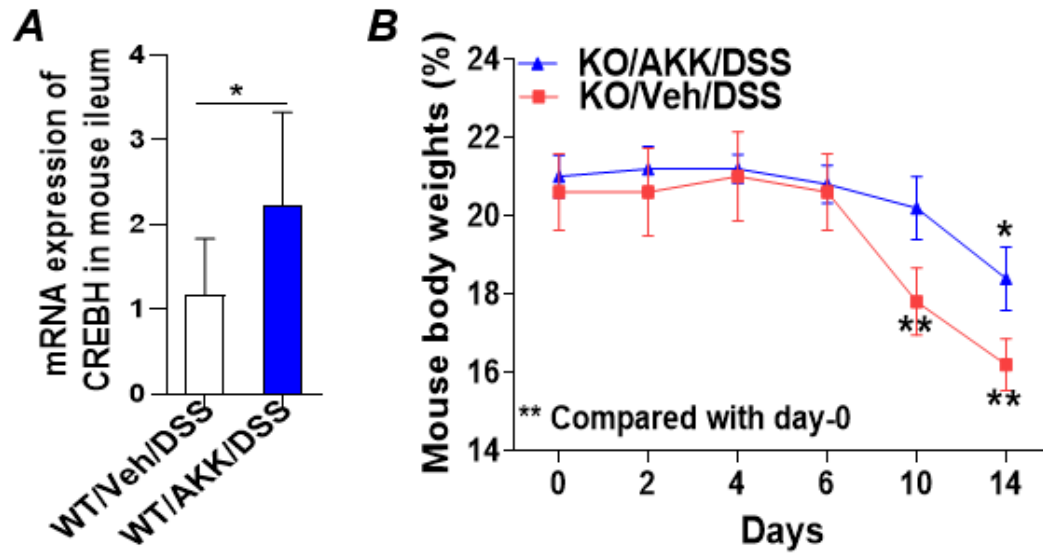 A
mRNA expression of
CREBH in mouse ileum
4
3
2
1
0
*
WT/Veh/DSS
WT/AKK/DSS
B
Mouse body weights (%)
24
22
20
18
16
14
KO/AKK/DSS
KO/Veh/DSS
*
**
**
** Compared with day-0
0 2 4 6 10 14
Days